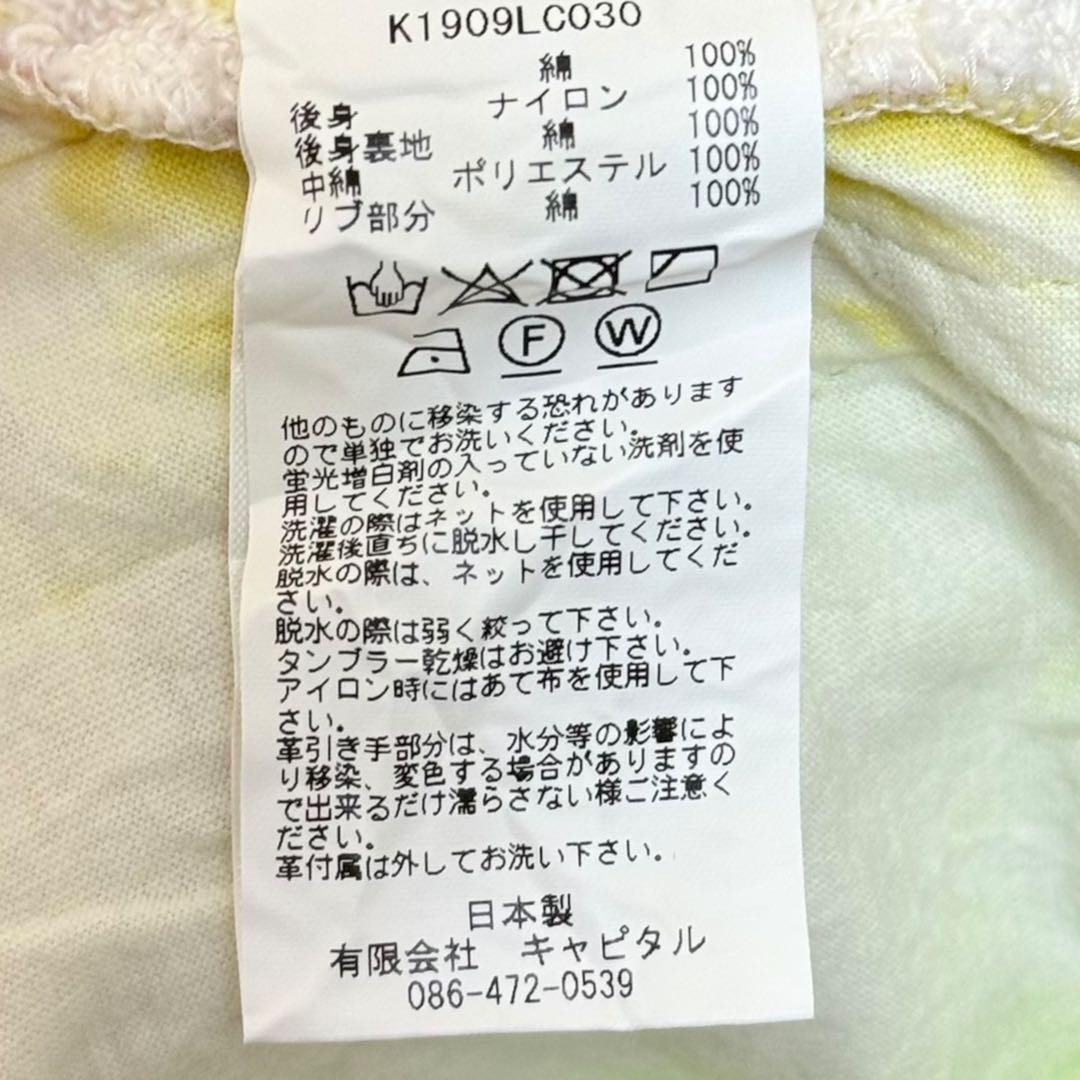 K1909LC030
綿 100%
後身 ナイロン 100%
後身裏地 綿 100%
中綿 ポリエステル 100%
リブ部分 綿 100%
F W
他のものに移染する恐れがあります
ので単独でお洗いください。
蛍光増白剤の入っていない洗剤を使
用してください。
洗濯の際はネットを使用して下さい。
洗濯後直ちに脱水し干してください。
脱水の際は、ネットを使用してくだ
さい。
脱水の際は弱く絞って下さい。
タンブラー乾燥はお避け下さい。
アイロン時にはあて布を使用して下
さい。
革引き手部分は、水分等の影響によ
り移染、変色する場合がありますの
で出来るだけ濡らさない様ご注意く
ださい。
革付属は外してお洗い下さい。
日本製
有限会社 キャピタル
086-472-0539